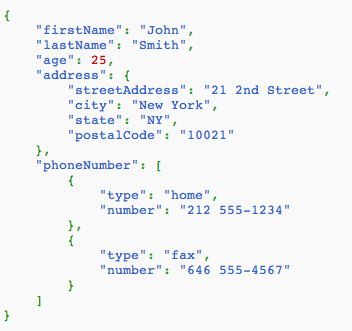 {
    "firstName": "John",
    "lastName": "Smith",
    "age": 25,
    "address": {
        "streetAddress": "21 2nd Street",
        "city": "New York",
        "state": "NY",
        "postalCode": "10021"
    },
    "phoneNumber": [
        {
            "type": "home",
            "number": "212 555-1234"
        },
        {
            "type": "fax",
            "number": "646 555-4567"
        }
    ]
}